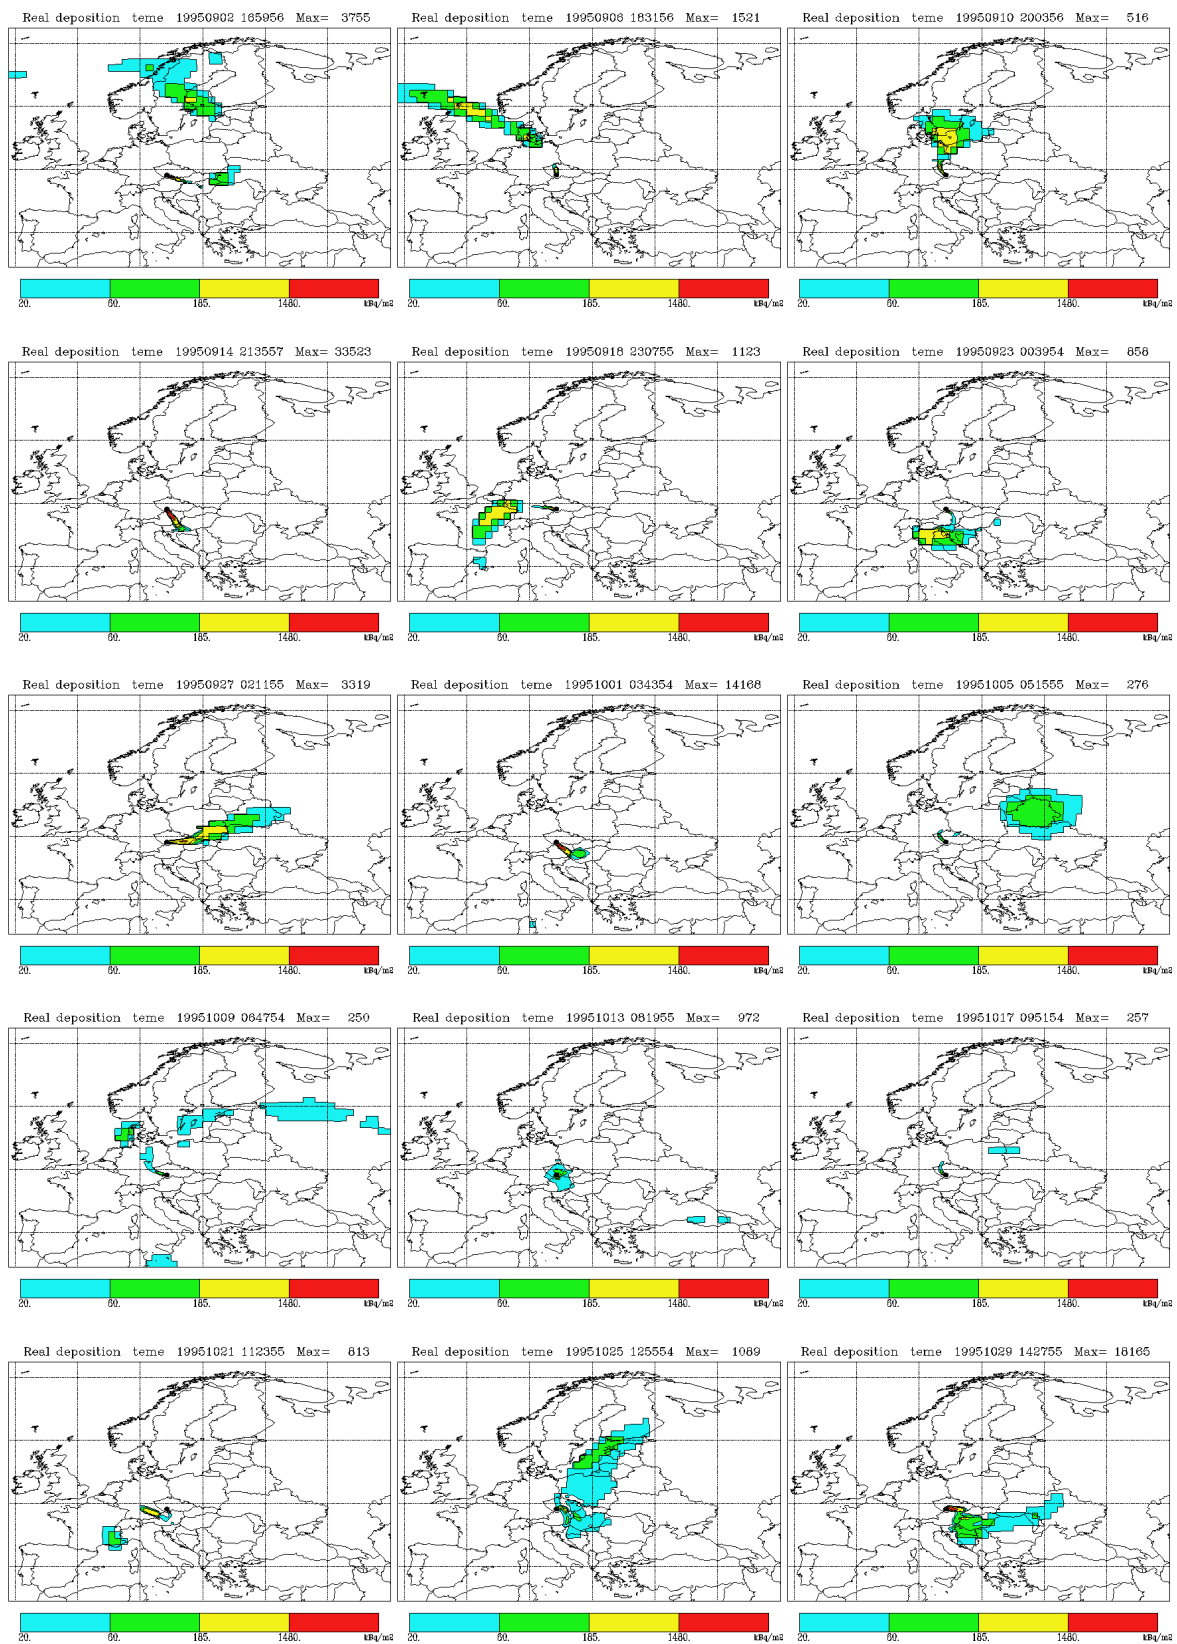 Real deposition teme 19950902 165956 Max= 3755
Real deposition teme 19950906 183156 Max= 1521
Real deposition teme 19950910 200356 Max= 516
20. 60. 185. 1480. kBq/m2
20. 60. 185. 1480. kBq/m2
20. 60. 185. 1480. kBq/m2
Real deposition teme 19950914 213557 Max= 33523
Real deposition teme 19950918 230755 Max= 1123
Real deposition teme 19950923 003954 Max= 858
20. 60. 185. 1480. kBq/m2
20. 60. 185. 1480. kBq/m2
20. 60. 185. 1480. kBq/m2
Real deposition teme 19950927 021155 Max= 3319
Real deposition teme 19951001 034354 Max= 14168
Real deposition teme 19951005 051555 Max= 276
20. 60. 185. 1480. kBq/m2
20. 60. 185. 1480. kBq/m2
20. 60. 185. 1480. kBq/m2
Real deposition teme 19951009 064754 Max= 250
Real deposition teme 19951013 081955 Max= 972
Real deposition teme 19951017 095154 Max= 257
20. 60. 185. 1480. kBq/m2
20. 60. 185. 1480. kBq/m2
20. 60. 185. 1480. kBq/m2
Real deposition teme 19951021 112355 Max= 813
Real deposition teme 19951025 125554 Max= 1089
Real deposition teme 19951029 142755 Max= 18165
20. 60. 185. 1480. kBq/m2
20. 60. 185. 1480. kBq/m2
20. 60. 185. 1480. kBq/m2